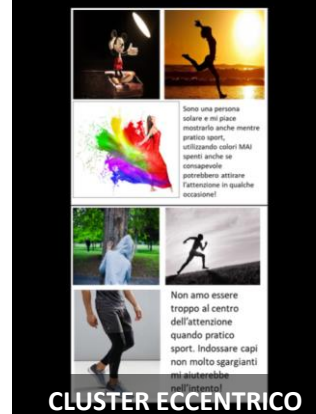 Sono una persona
solare e mi piace
mostrarlo anche mentre
pratico sport,
utilizzando colori MAI
spenti anche se
consapevole
potrebbero attirare
l'attenzione in qualche
occasione!
Non amo essere
troppo al centro
dell'attenzione
quando pratico
sport. Indossare capi
non molto sgargianti
mi aiuterebbe
nell'intento!
CLUSTER ECCENTRICO